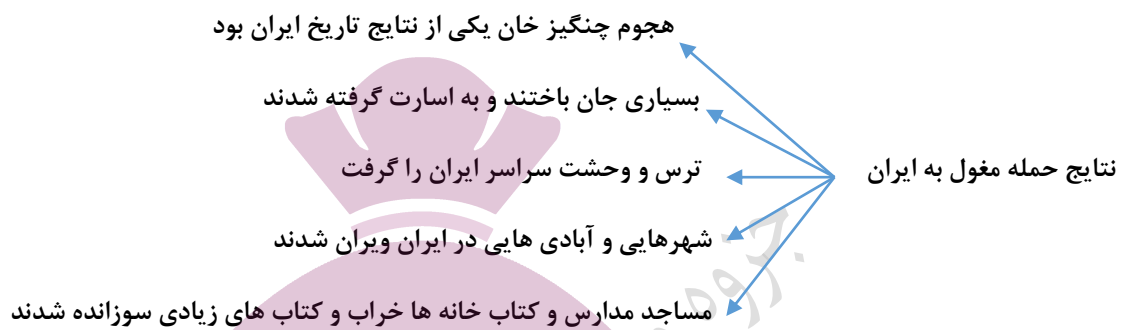 هجوم چنگیز خان یکی از نتایج تاریخ ایران بود
بسیاری جان باختند و به اسارت گرفته شدند
نتایج حمله مغول به ایران
ترس و وحشت سراسر ایران را گرفت
شهرهایی و آبادی هایی در ایران ویران شدند
مساجد مدارس و کتاب خانه ها خراب و کتاب های زیادی سوزانده شدند
جزوه